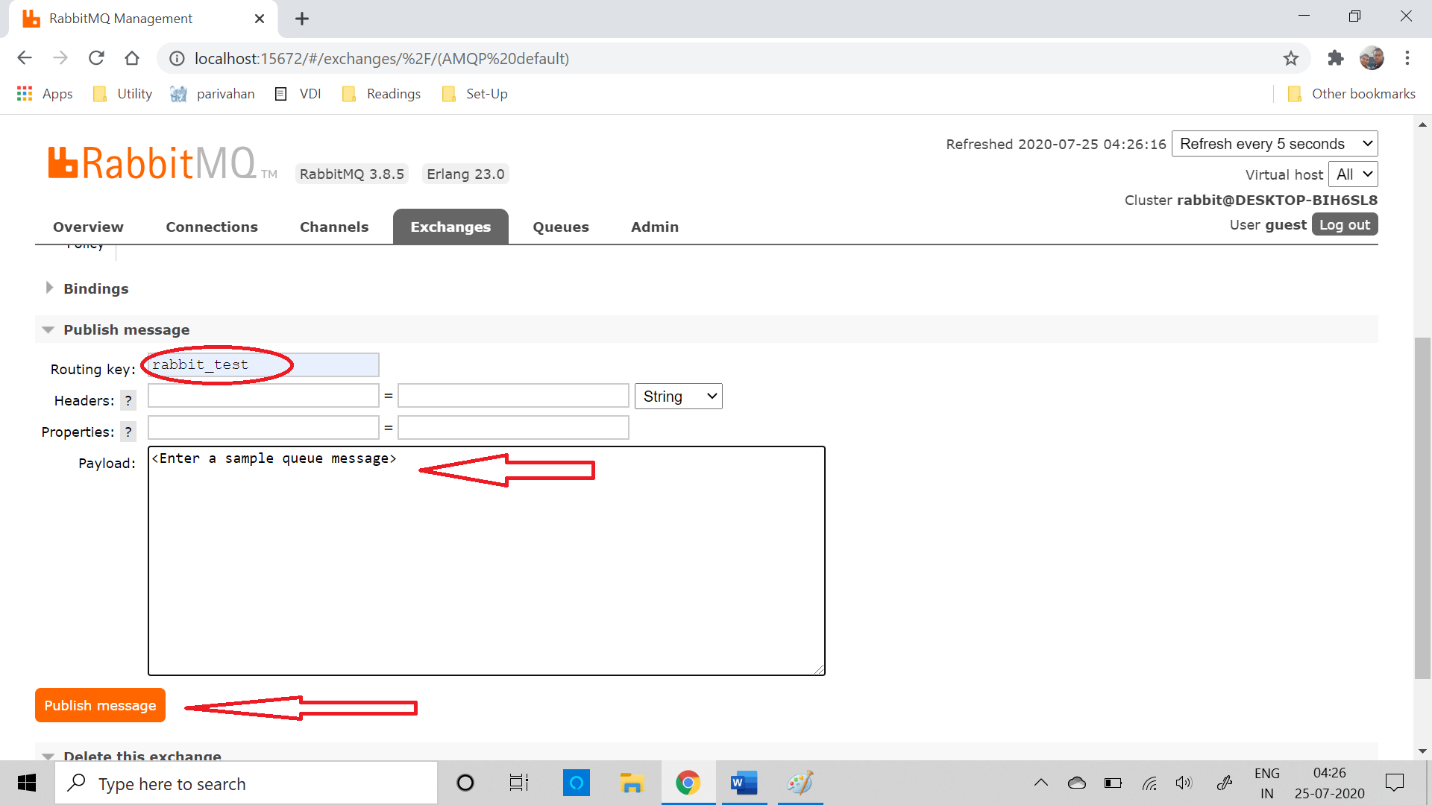 RabbitMQ Management
localhost:15672/#/exchanges/%2F/(AMQP%20default)
Apps Utility parivahan VDI Readings Set-Up Other bookmarks
RabbitMQ TM RabbitMQ 3.8.5 Erlang 23.0
Refreshed 2020-07-25 04:26:16 Refresh every 5 seconds
Virtual host All
Cluster rabbit@DESKTOP-BIH6SL8
User guest Log out
Overview Connections Channels Exchanges Queues Admin
Policy
Bindings
Publish message
Routing key: rabbit_test
Headers: ? = String
Properties: ? =
Payload: <Enter a sample queue message>
Publish message
Delete this exchange
Type here to search
ENG 04:26
IN 25-07-2020